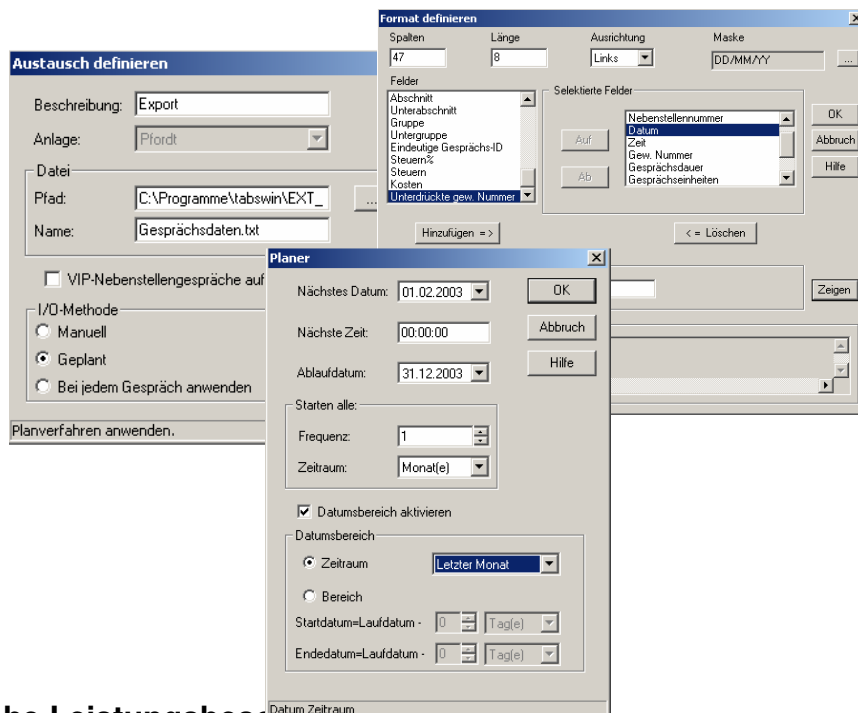 Format definieren
Spalten Länge Ausrichtung Maske
47 8 Links DD/MM/YY ...
Felder
Abschnitt
Unterabschnitt
Gruppe
Untergruppe
Eindeutige Gesprächs-ID
Steuern%
Steuern
Kosten
Unterdrückte gew. Nummer
Selektierte Felder
Auf
Ab
Nebenstellennummer
Datum
Zeit
Gew. Nummer
Gesprächsdauer
Gesprächseinheiten
OK
Abbruch
Hilfe
Hinzufügen =>
<= Löschen
Zeigen
Austausch definieren
Beschreibung: Export
Anlage: Pfordt
Datei
Pfad: C:\Programme\tabswin\EXT_ ...
Name: Gesprächsdaten.txt
VIP-Nebenstellengespräche auf
I/O-Methode
Manuell
Geplant
Bei jedem Gespräch anwenden
Planverfahren anwenden.
Planer
Nächstes Datum: 01.02.2003 OK
Nächste Zeit: 00:00:00 Abbruch
Ablaufdatum: 31.12.2003 Hilfe
Starten alle:
Frequenz: 1
Zeitraum: Monat(e)
Datumsbereich aktivieren
Datumsbereich
Zeitraum Letzter Monat
Bereich
Startdatum=Laufdatum - 0 Tag(e)
Endedatum=Laufdatum - 0 Tag(e)
Datum Zeitraum